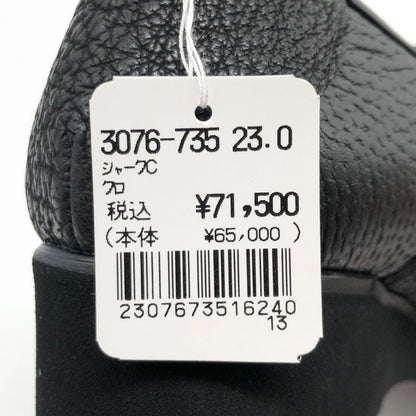 3076-735 23.0
シャークC
クロ
税込 ¥71,500
(本体 ¥65,000 )
2307673516240
13